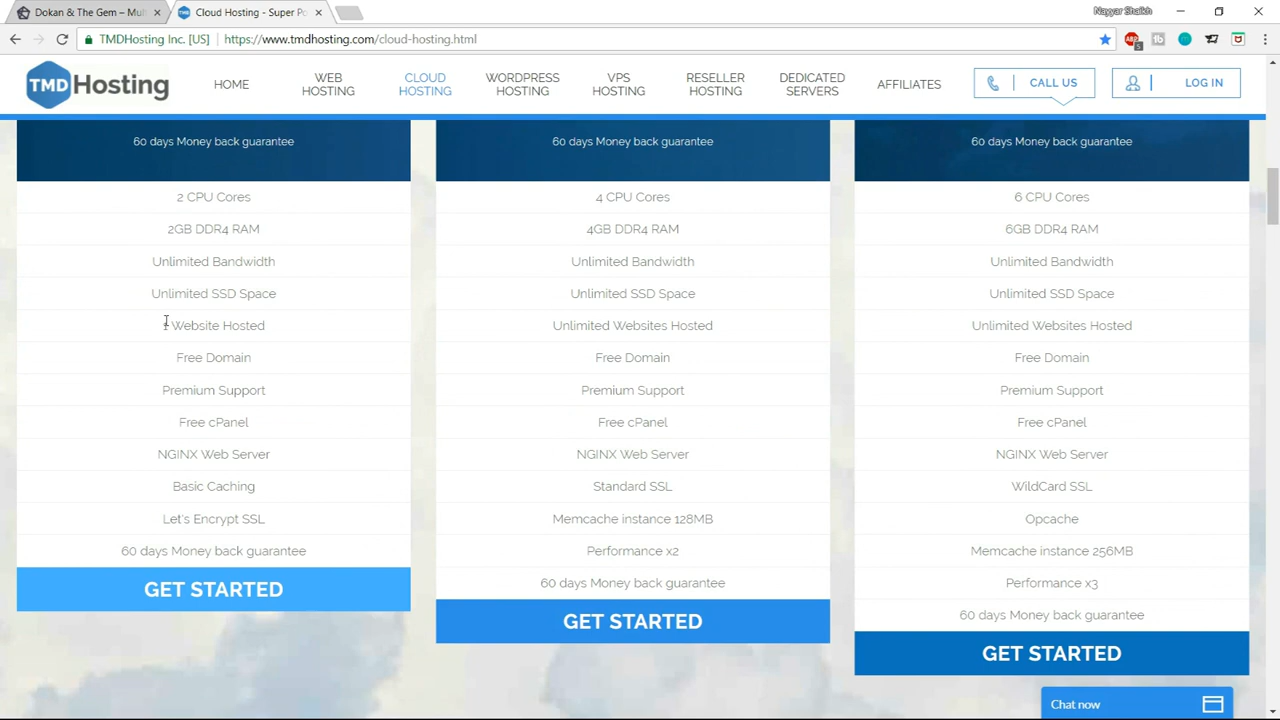 Dokan & The Gem – Mul
Cloud Hosting - Super Po
Nayyar Shaikh
TMDHosting Inc. [US]
https://www.tmdhosting.com/cloud-hosting.html
TMDHosting
HOME
WEB
HOSTING
CLOUD
HOSTING
WORDPRESS
HOSTING
VPS
HOSTING
RESELLER
HOSTING
DEDICATED
SERVERS
AFFILIATES
CALL US
LOG IN
60 days Money back guarantee
2 CPU Cores
2GB DDR4 RAM
Unlimited Bandwidth
Unlimited SSD Space
1 Website Hosted
Free Domain
Premium Support
Free cPanel
NGINX Web Server
Basic Caching
Let's Encrypt SSL
60 days Money back guarantee
GET STARTED
60 days Money back guarantee
4 CPU Cores
4GB DDR4 RAM
Unlimited Bandwidth
Unlimited SSD Space
Unlimited Websites Hosted
Free Domain
Premium Support
Free cPanel
NGINX Web Server
Standard SSL
Memcache instance 128MB
Performance x2
60 days Money back guarantee
GET STARTED
60 days Money back guarantee
6 CPU Cores
6GB DDR4 RAM
Unlimited Bandwidth
Unlimited SSD Space
Unlimited Websites Hosted
Free Domain
Premium Support
Free cPanel
NGINX Web Server
WildCard SSL
Opcache
Memcache instance 256MB
Performance x3
60 days Money back guarantee
GET STARTED
Chat now